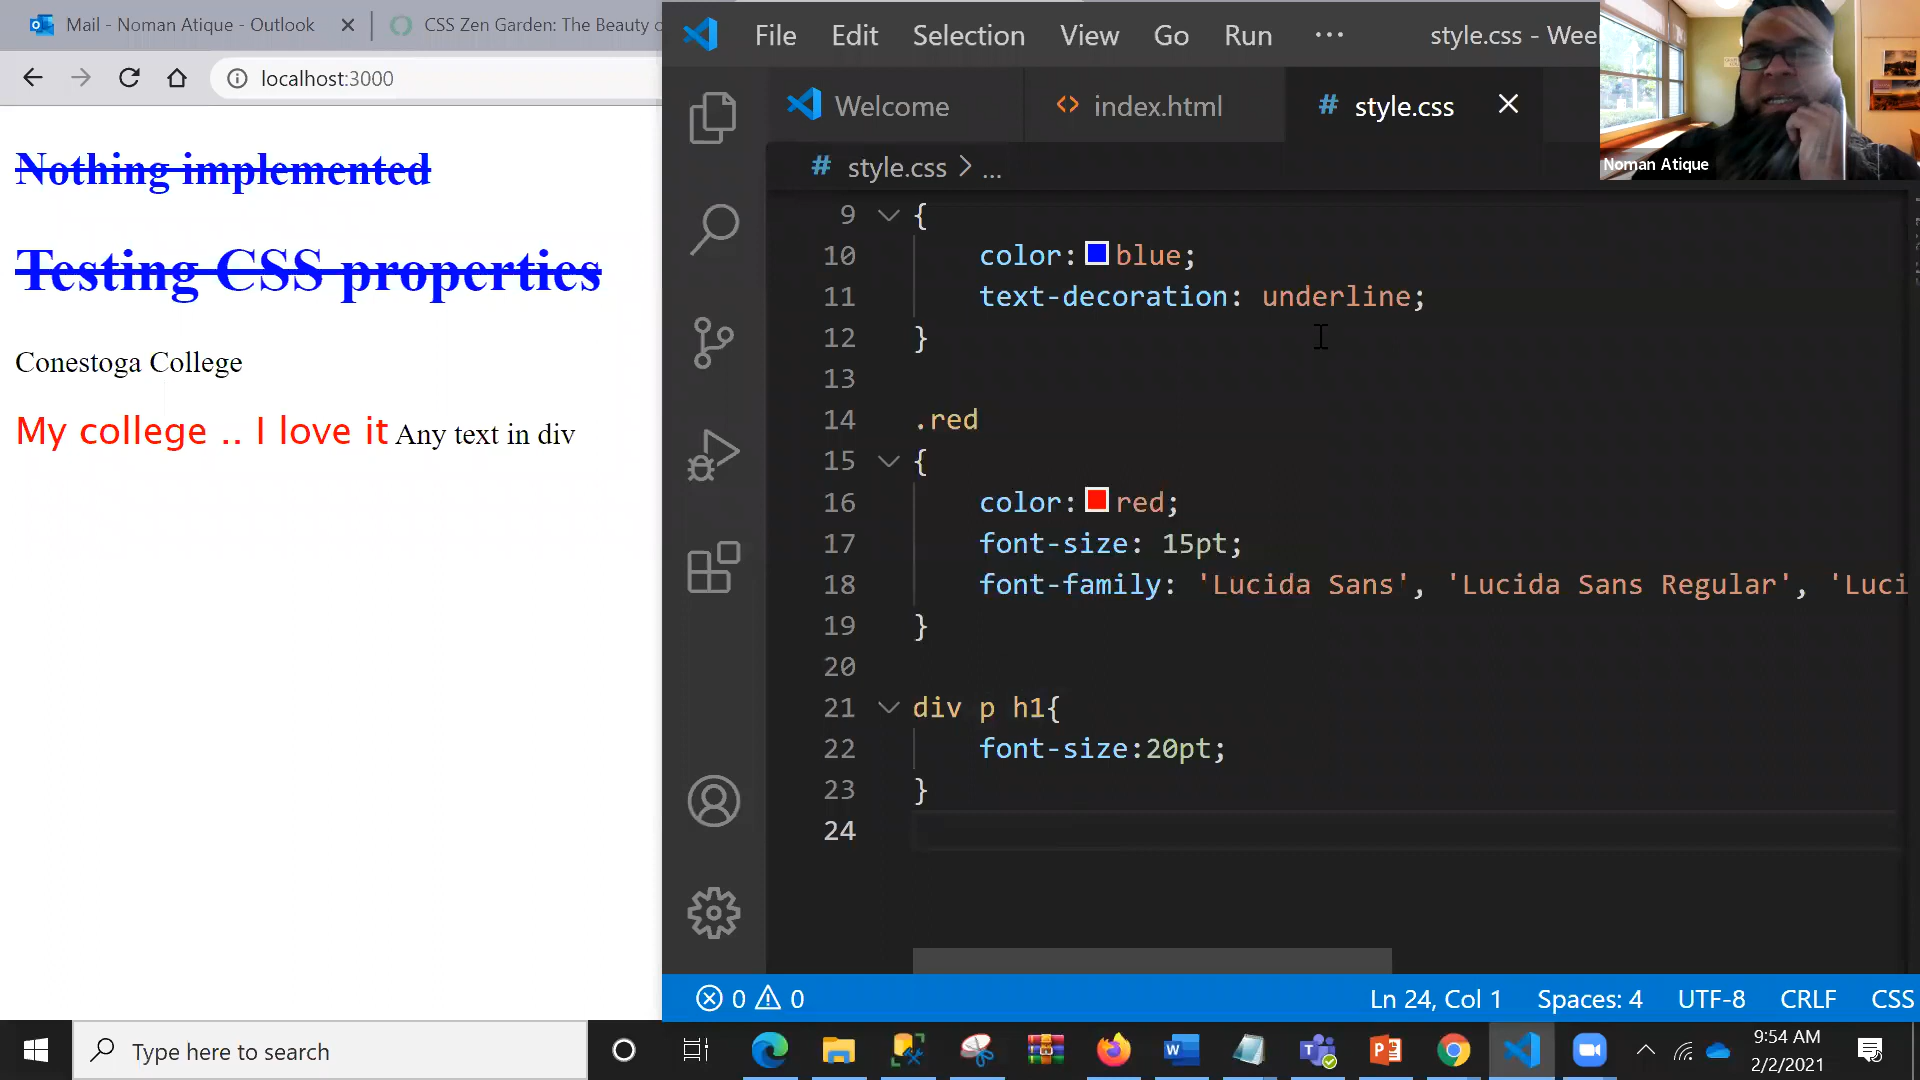 Mail - Noman Atique - Outlook
CSS Zen Garden: The Beauty o
localhost:3000
Nothing implemented
Testing CSS properties
Conestoga College
My college .. I love it Any text in div
File Edit Selection View Go Run ··· style.css - Wee
Welcome
index.html
# style.css
# style.css > ...
9 {
10 color: blue;
11 text-decoration: underline;
12 }
13
14 .red
15 {
16 color: red;
17 font-size: 15pt;
18 font-family: 'Lucida Sans', 'Lucida Sans Regular', 'Luci
19 }
20
21 div p h1{
22 font-size:20pt;
23 }
24
Noman Atique
0 0
Ln 24, Col 1 Spaces: 4 UTF-8 CRLF CSS
Type here to search
9:54 AM
2/2/2021